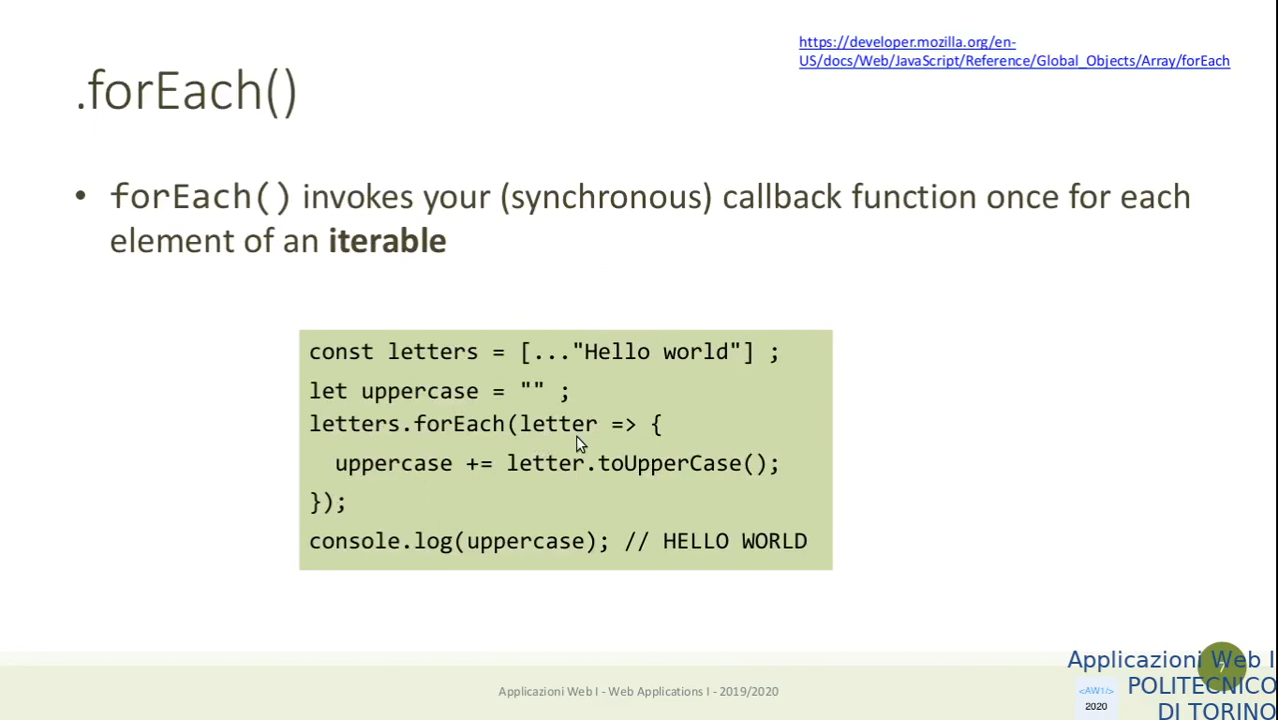 https://developer.mozilla.org/en-
US/docs/Web/JavaScript/Reference/Global_Objects/Array/forEach
.forEach()
• forEach() invokes your (synchronous) callback function once for each
element of an iterable
const letters = [..."Hello world"] ;
let uppercase = "" ;
letters.forEach(letter => {
uppercase += letter.toUpperCase();
});
console.log(uppercase); // HELLO WORLD
Applicazioni Web I - Web Applications I - 2019/2020
Applicazioni Web I
POLITECNICO
DI TORINO
<AW1/>
2020